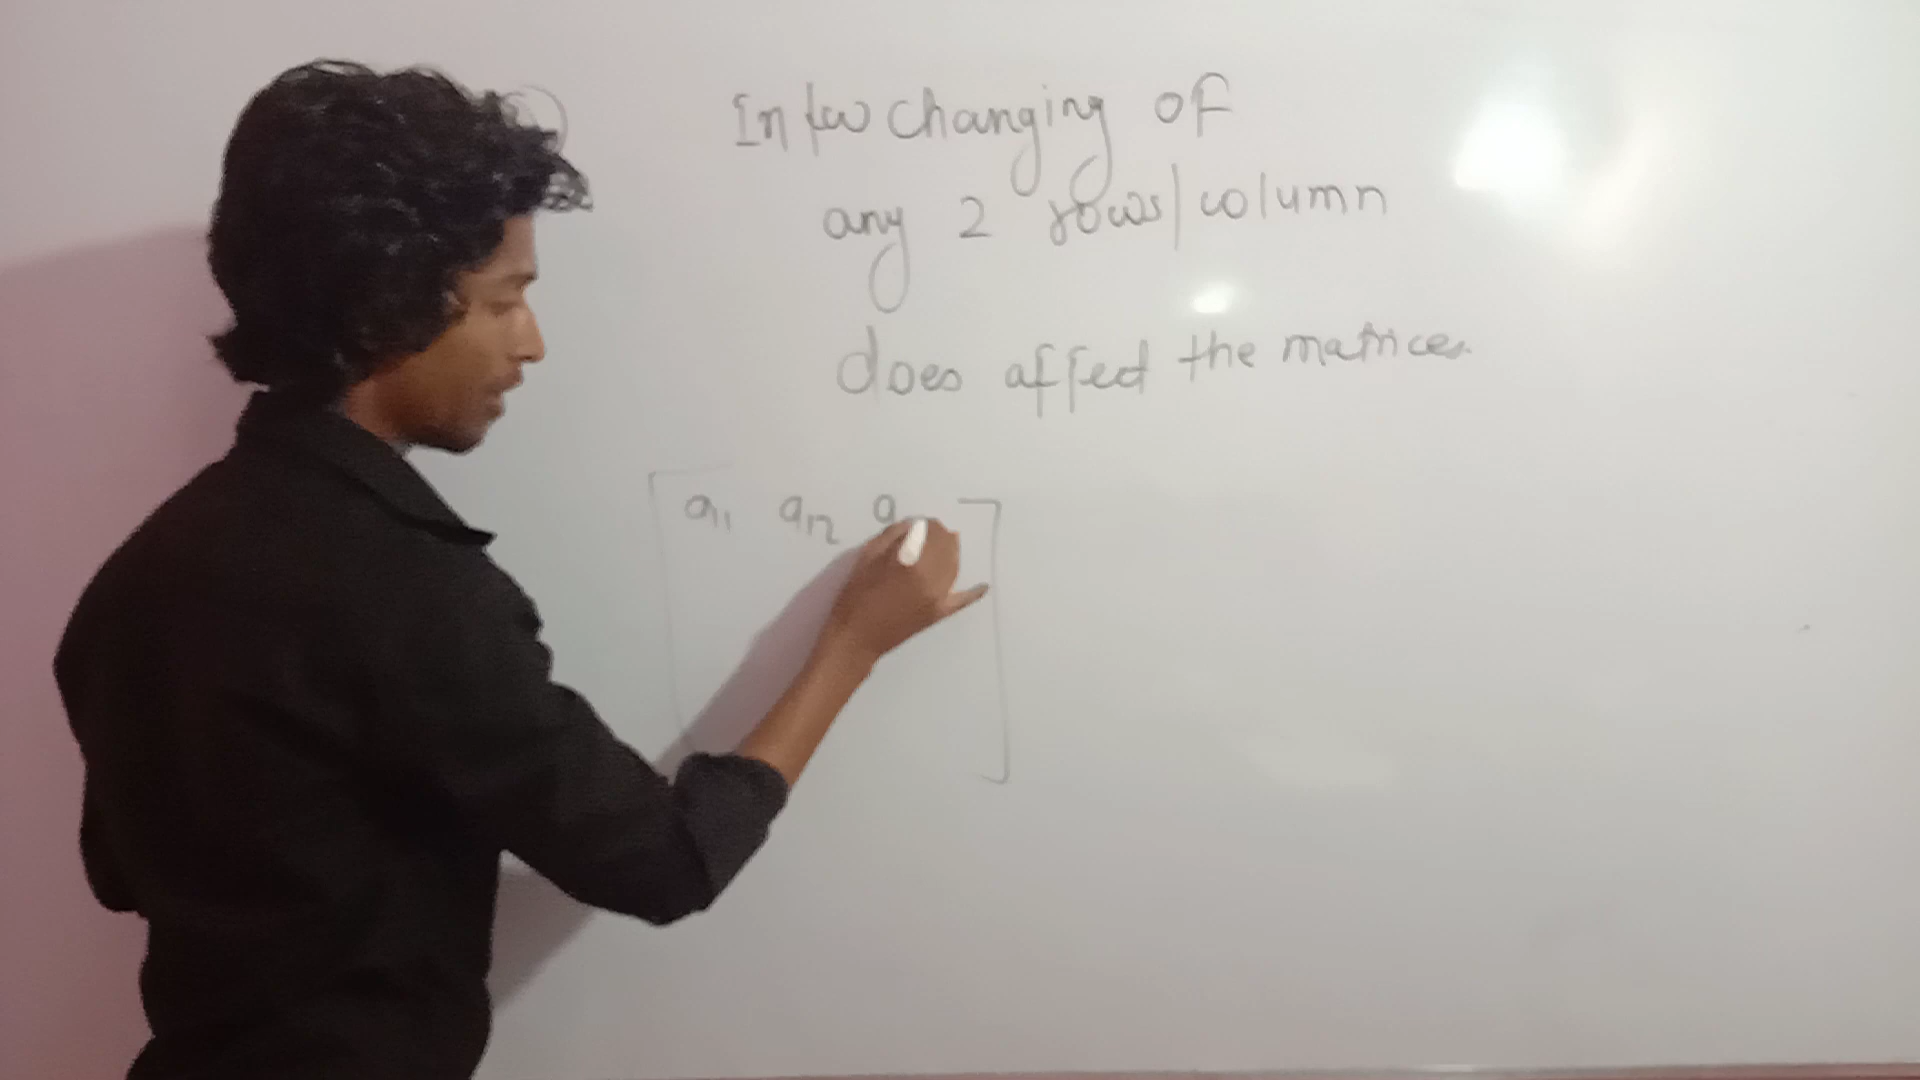 Interchanging of
any 2 rows/column
does affect the matrices.
a11 a12 a